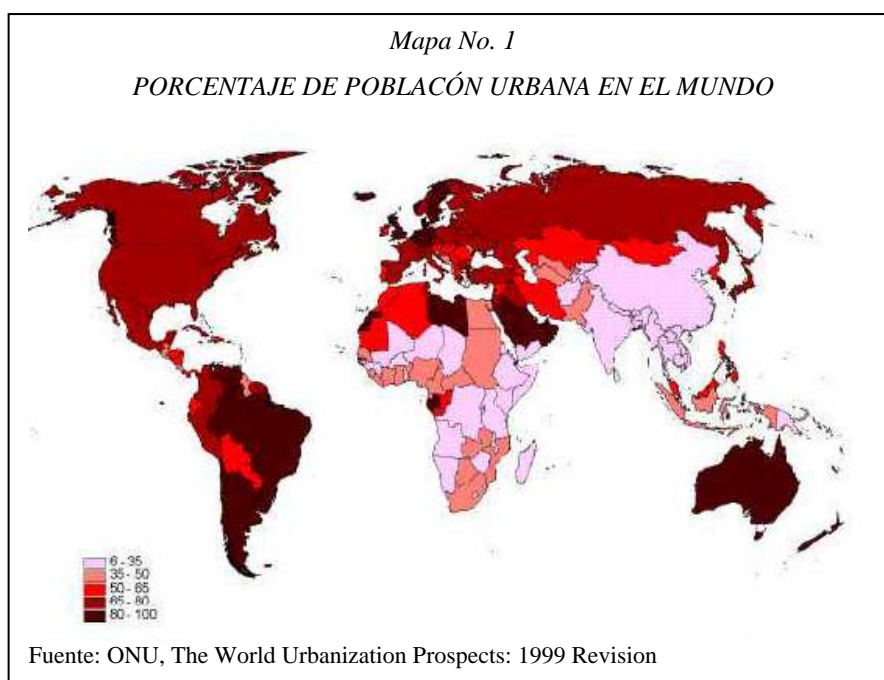 Mapa No. 1
PORCENTAJE DE POBLACÓN URBANA EN EL MUNDO
6 - 35
35 - 50
50 - 65
65 - 80
80 - 100
Fuente: ONU, The World Urbanization Prospects: 1999 Revision